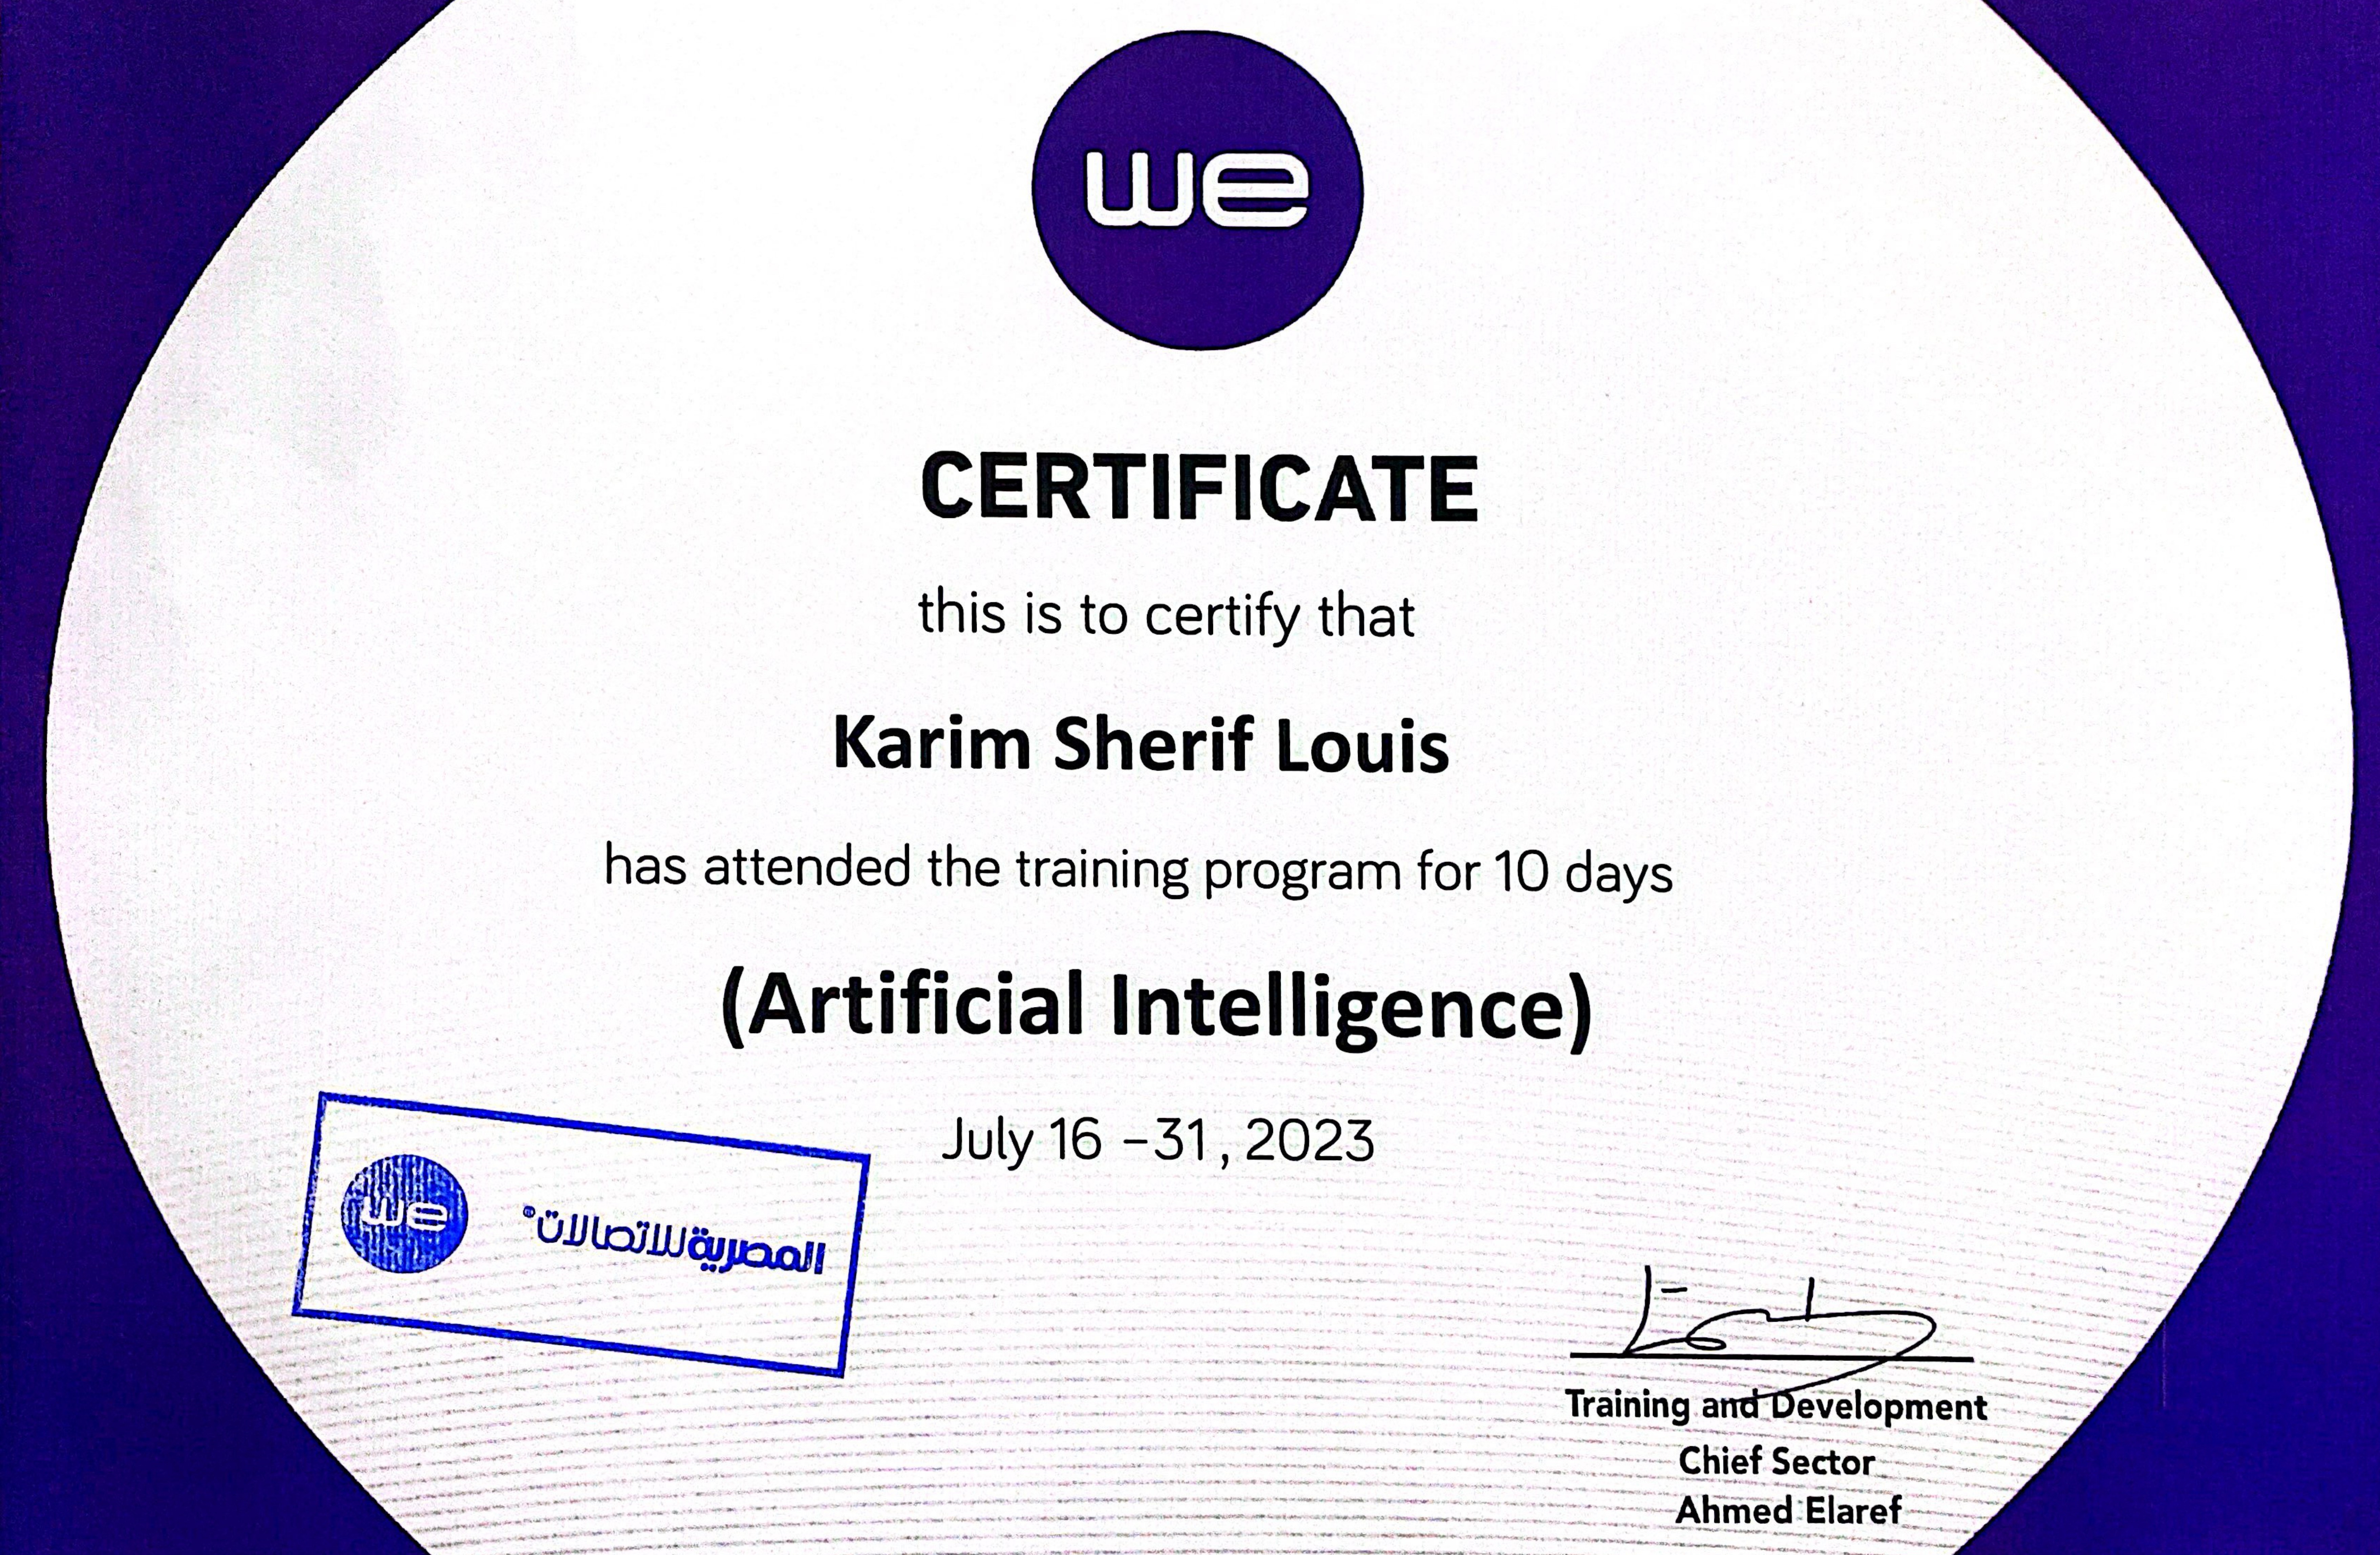 we
CERTIFICATE
this is to certify that
Karim Sherif Louis
has attended the training program for 10 days
(Artificial Intelligence)
July 16 –31, 2023
we المصرية للاتصالات
Training and Development
Chief Sector
Ahmed Elaref